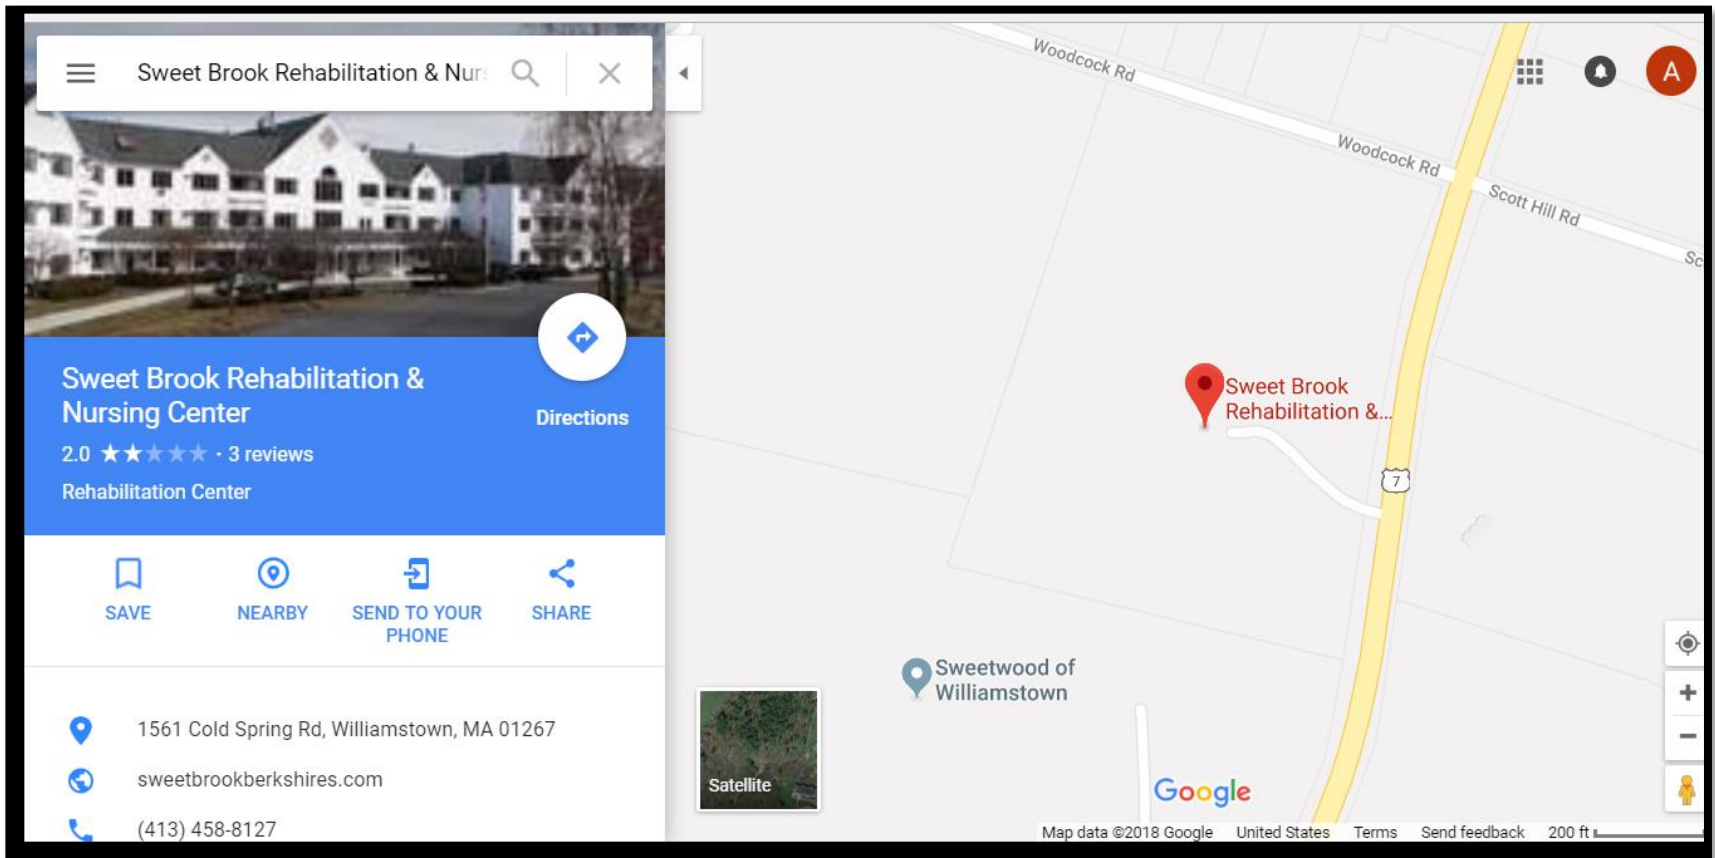 Sweet Brook Rehabilitation & Nur
Sweet Brook Rehabilitation &
Nursing Center
Directions
2.0 · 3 reviews
Rehabilitation Center
SAVE
NEARBY
SEND TO YOUR
PHONE
SHARE
1561 Cold Spring Rd, Williamstown, MA 01267
sweetbrookberkshires.com
(413) 458-8127
A
Woodcock Rd
Woodcock Rd
Scott Hill Rd
Sc
Sweet Brook
Rehabilitation &...
7
Sweetwood of
Williamstown
Satellite
Google
Map data ©2018 Google United States Terms Send feedback 200 ft